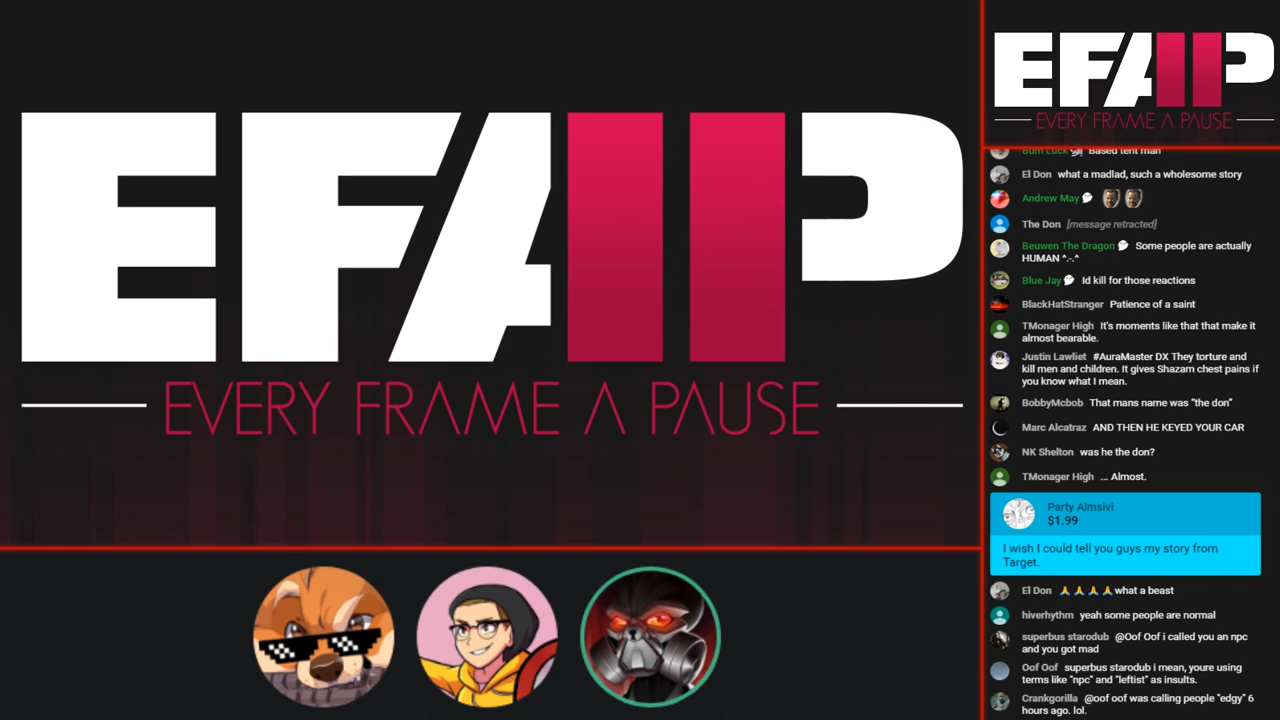 EFAP
EVERY FRAME A PAUSE
EFAP
EVERY FRAME A PAUSE
Bum Luck Based tent man
El Don what a madlad, such a wholesome story
Andrew May
The Don [message retracted]
Beuwen The Dragon Some people are actually
HUMAN ^-.-^
Blue Jay Id kill for those reactions
BlackHatStranger Patience of a saint
TMonager High It's moments like that that make it
almost bearable.
Justin Lawliet #AuraMaster DX They torture and
kill men and children. It gives Shazam chest pains if
you know what I mean.
BobbyMcbob That mans name was “the don”
Marc Alcatraz AND THEN HE KEYED YOUR CAR
NK Shelton was he the don?
TMonager High ... Almost.
Party Almsivi
$1.99
I wish I could tell you guys my story from
Target.
El Don 🙏🙏🙏🙏what a beast
hiverhythm yeah some people are normal
superbus starodub @Oof Oof i called you an npc
and you got mad
Oof Oof superbus starodub i mean, youre using
terms like "npc" and "leftist" as insults.
Crankgorilla @oof oof was calling people "edgy" 6
hours ago. lol.